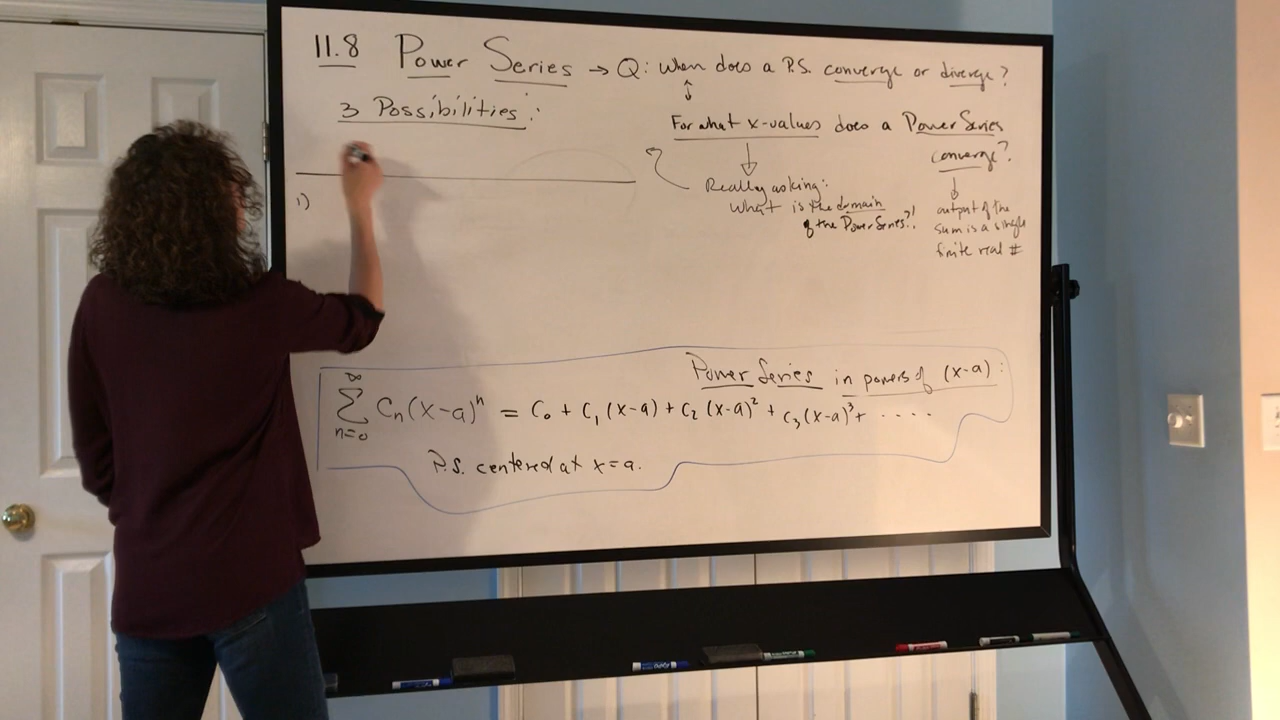 11.8 Power Series → Q: When does a P.S. converge or diverge?
3 Possibilities:
For what x-values does a Power Series
converge?
Really asking:
What is the domain
of the Power Series?!
output of the
sum is a single
finite real #
1)
Power Series in powers of (x-a):
∞
∑ Cₙ(x-a)ⁿ = C₀ + C₁(x-a) + C₂(x-a)² + C₃(x-a)³ + ....
n=0
P.S. centered at x=a.